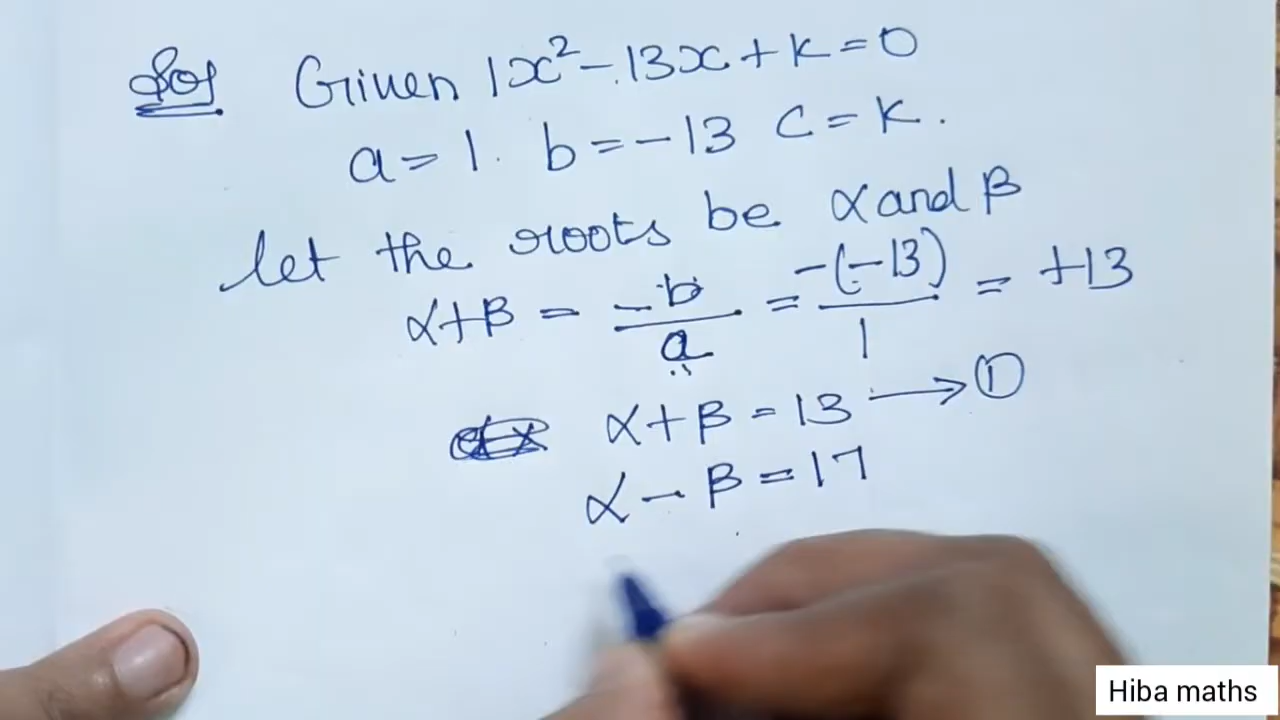 Sol Given 1x² - 13x + k = 0
a = 1. b = -13 c = k.
let the roots be α and β
α+β = -b/a = -(-13)/1 = +13
α+β = 13 → ①
α - β = 17
Hiba maths